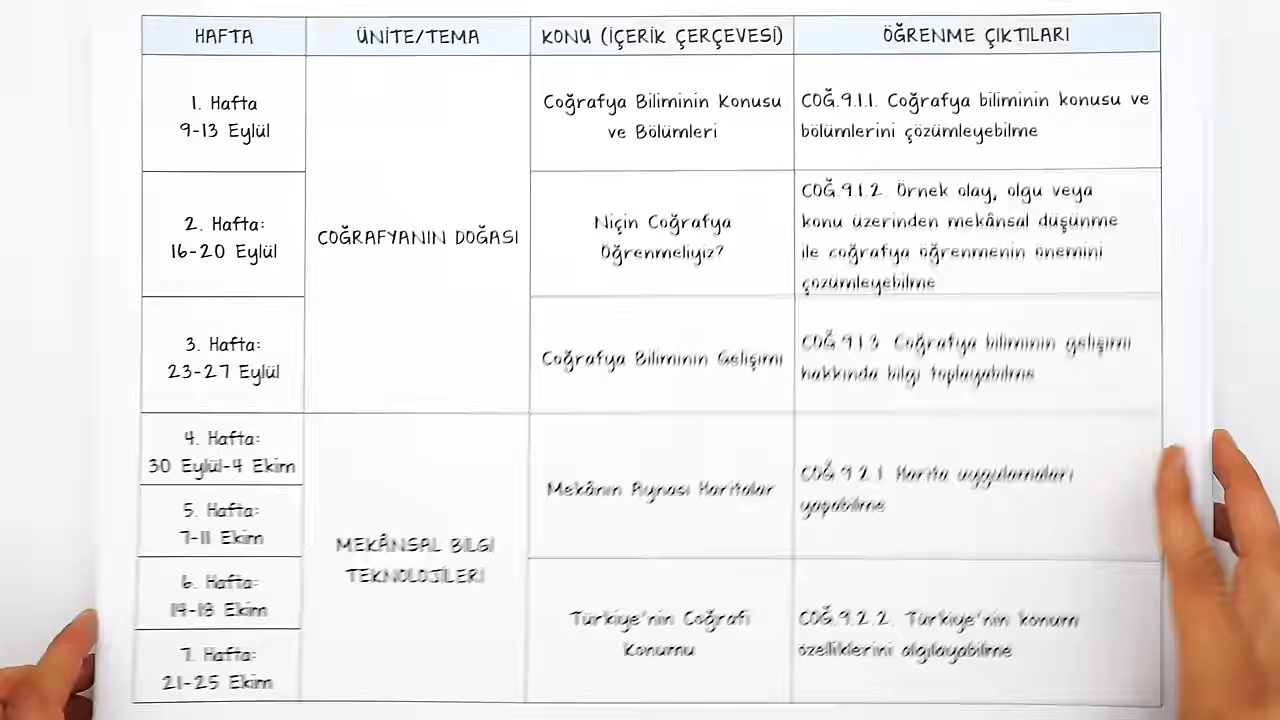 HAFTA
ÜNİTE/TEMA
KONU (İÇERİK ÇERÇEVESİ)
ÖĞRENME ÇIKTILARI
1. Hafta
9-13 Eylül
COĞRAFYANIN DOĞASI
Coğrafya Biliminin Konusu
ve Bölümleri
COĞ.9.1.1. Coğrafya biliminin konusu ve
bölümlerini çözümleyebilme
2. Hafta:
16-20 Eylül
Niçin Coğrafya
Öğrenmeliyiz?
COĞ.9.1.2. Örnek olay, olgu veya
konu üzerinden mekânsal düşünme
ile coğrafya öğrenmenin önemini
çözümleyebilme
3. Hafta:
23-27 Eylül
Coğrafya Biliminin Gelişimi
COĞ.9.1.3. Coğrafya biliminin gelişimi
hakkında bilgi toplayabilme
4. Hafta:
30 Eylül-4 Ekim
MEKÂNSAL BİLGİ
TEKNOLOJİLERİ
Mekânın Aynası Haritalar
COĞ.9.2.1. Harita uygulamaları
yapabilme
5. Hafta:
7-11 Ekim
6. Hafta:
14-18 Ekim
Türkiye'nin Coğrafi
Konumu
COĞ.9.2.2. Türkiye'nin konum
özelliklerini algılayabilme
7. Hafta:
21-25 Ekim